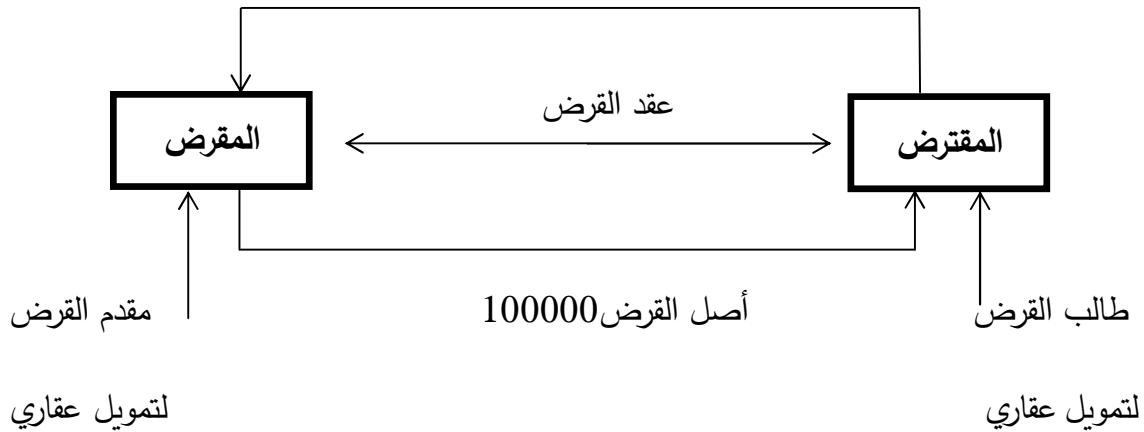 عقد القرض
المقترض
المقرض
طالب القرض
أصل القرض100000
مقدم القرض
لتمويل عقاري
لتمويل عقاري